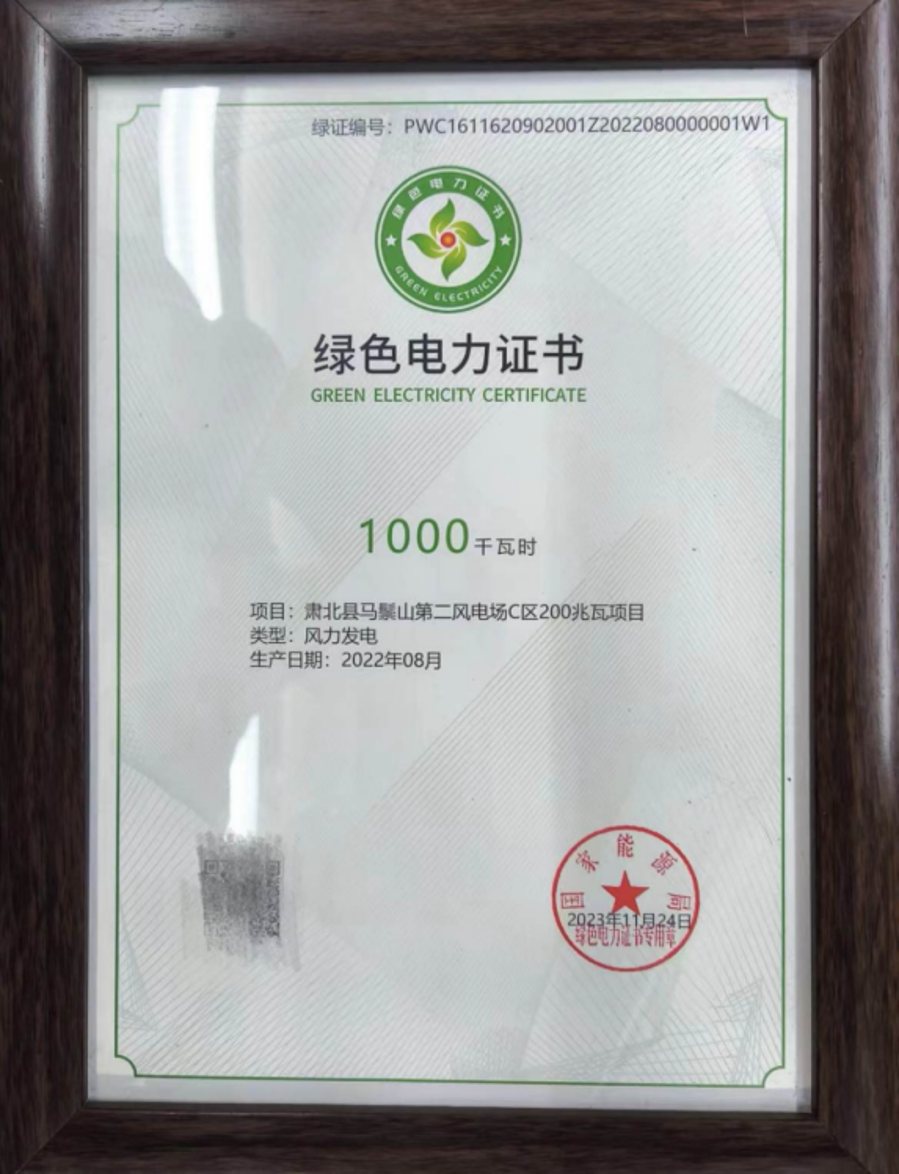 绿证编号：PWC1611620902001Z2022080000001W1
绿色电力证书
GREEN ELECTRICITY
绿色电力证书
GREEN ELECTRICITY CERTIFICATE
1000千瓦时
项目：肃北县马鬃山第二风电场C区200兆瓦项目
类型：风力发电
生产日期：2022年08月
国家能源局
2023年11月24日
绿色电力证书专用章